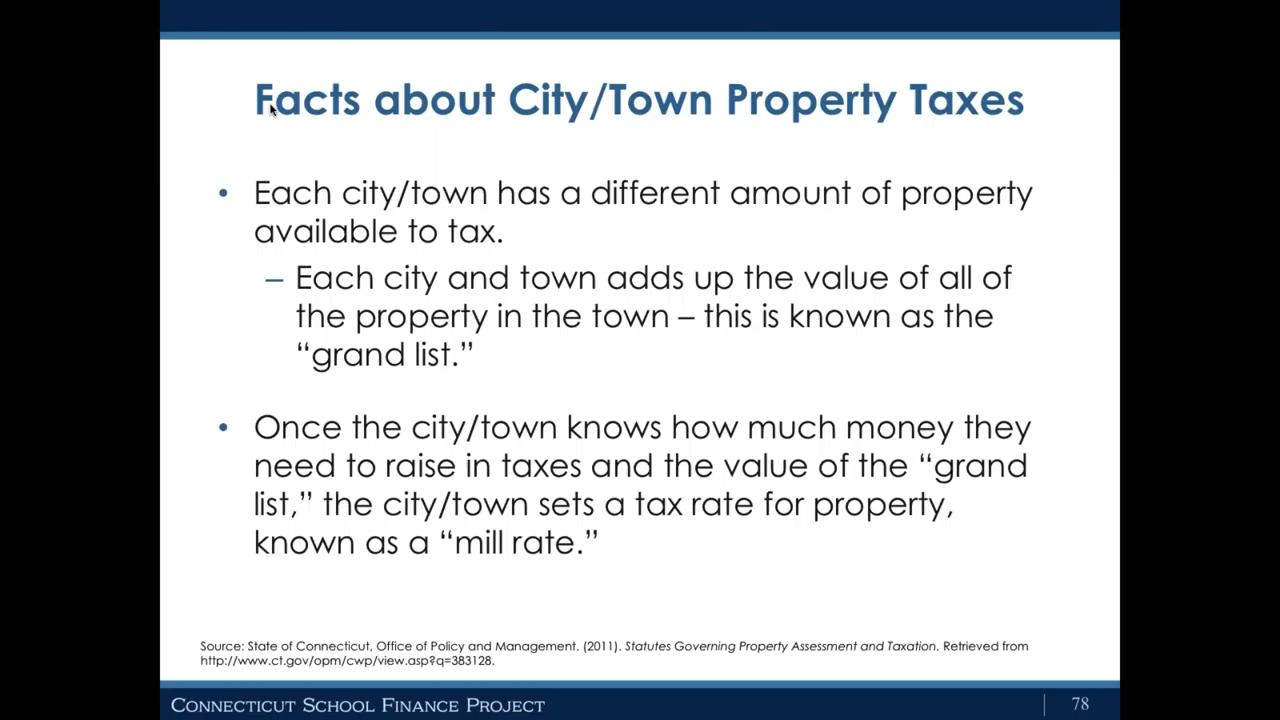 Facts about City/Town Property Taxes
• Each city/town has a different amount of property
available to tax.
– Each city and town adds up the value of all of
the property in the town – this is known as the
“grand list.”
• Once the city/town knows how much money they
need to raise in taxes and the value of the “grand
list,” the city/town sets a tax rate for property,
known as a “mill rate.”
Source: State of Connecticut, Office of Policy and Management. (2011). Statutes Governing Property Assessment and Taxation. Retrieved from
http://www.ct.gov/opm/cwp/view.asp?q=383128.
CONNECTICUT SCHOOL FINANCE PROJECT | 78